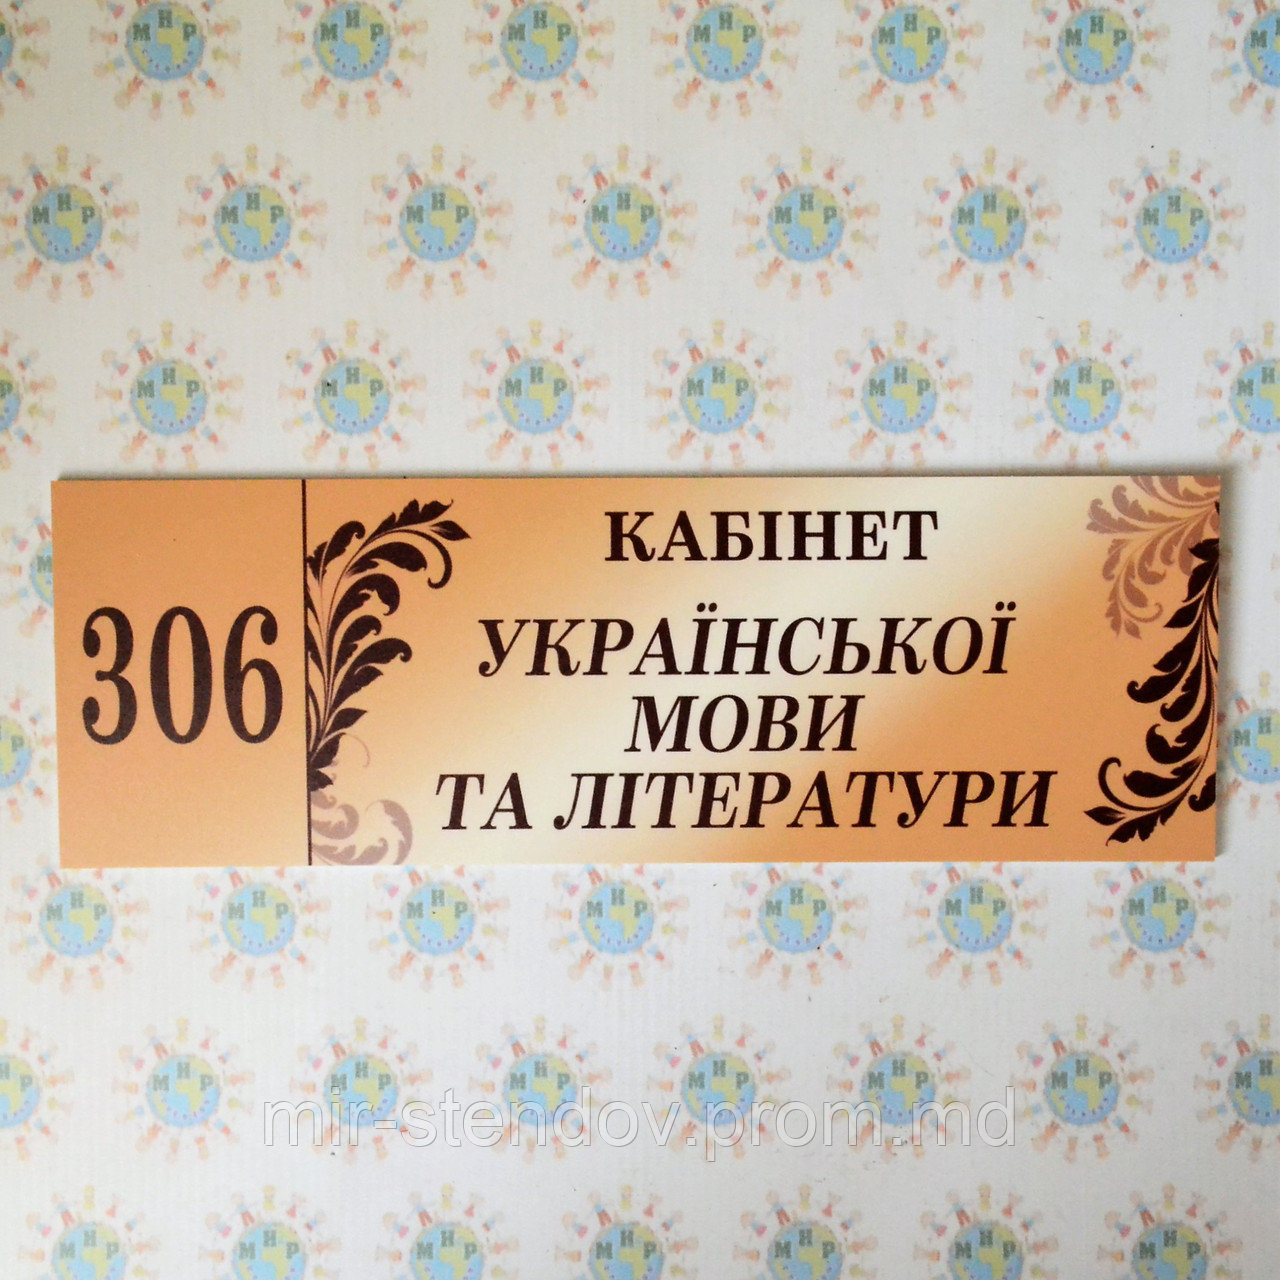 306
КАБІНЕТ
УКРАЇНСЬКОЇ
МОВИ
ТА ЛІТЕРАТУРИ
mir-stendov.prom.md